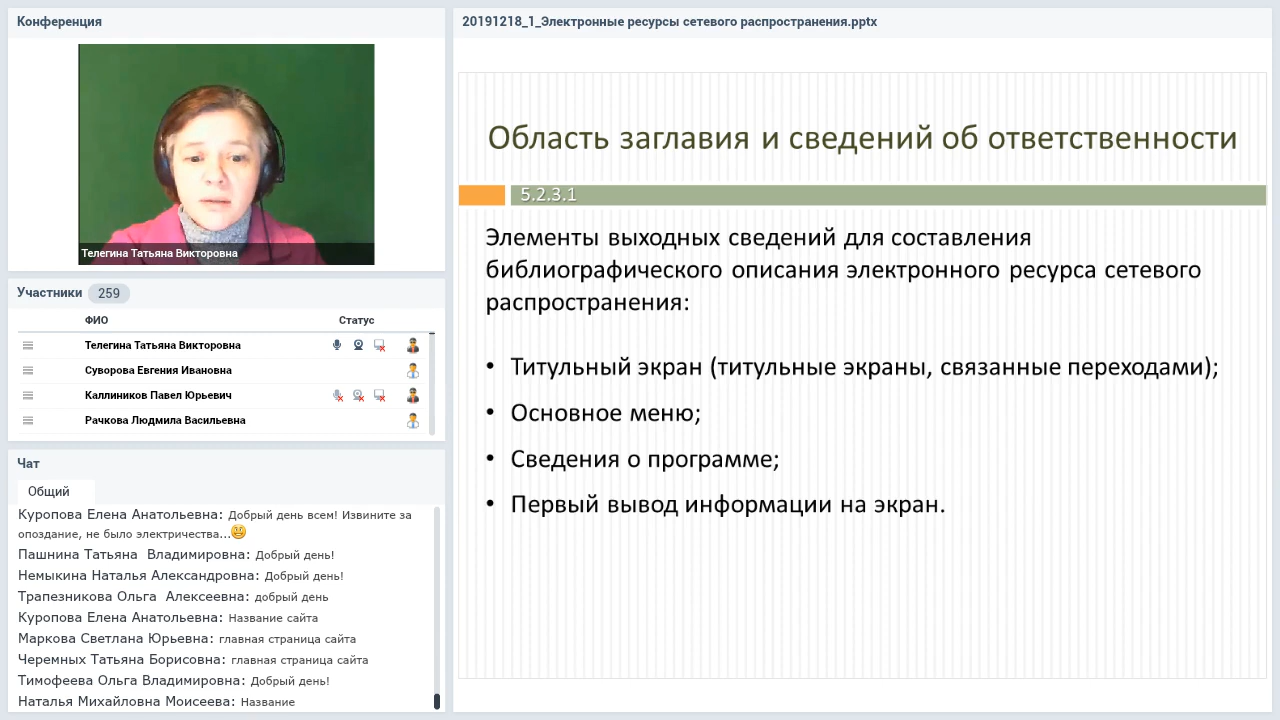 Конференция
Телегина Татьяна Викторовна
Участники 259
ФИО Статус
Телегина Татьяна Викторовна
Суворова Евгения Ивановна
Каллиников Павел Юрьевич
Рачкова Людмила Васильевна
Чат
Общий
Куропова Елена Анатольевна: Добрый день всем! Извините за
опоздание, не было электричества...
Пашнина Татьяна Владимировна: Добрый день!
Немыкина Наталья Александровна: Добрый день!
Трапезникова Ольга Алексеевна: добрый день
Куропова Елена Анатольевна: Название сайта
Маркова Светлана Юрьевна: главная страница сайта
Черемных Татьяна Борисовна: главная страница сайта
Тимофеева Ольга Владимировна: Добрый день!
Наталья Михайловна Моисеева: Название
20191218_1_Электронные ресурсы сетевого распространения.pptx
Область заглавия и сведений об ответственности
5.2.3.1
Элементы выходных сведений для составления
библиографического описания электронного ресурса сетевого
распространения:
• Титульный экран (титульные экраны, связанные переходами);
• Основное меню;
• Сведения о программе;
• Первый вывод информации на экран.